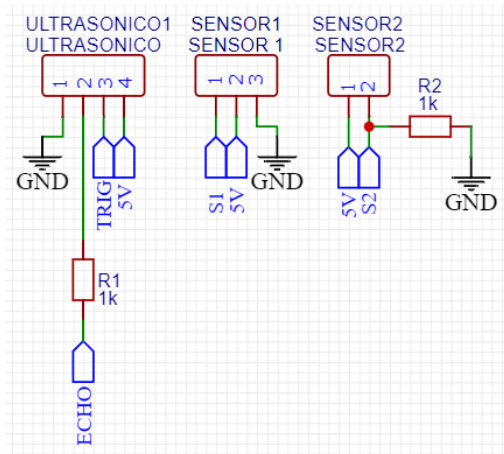 ULTRASONICO1 SENSOR1 SENSOR2
ULTRASONICO SENSOR 1 SENSOR2
1 2 3 4
1 2 3
1 2
R2
1k
GND
TRIG
5V
S1
5V
GND
5V
S2
GND
R1
1k
ECHO